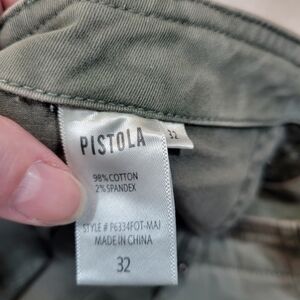 PISTOLA
32
98% COTTON
2% SPANDEX
STYLE # P6334FOT-MAJ
MADE IN CHINA
32